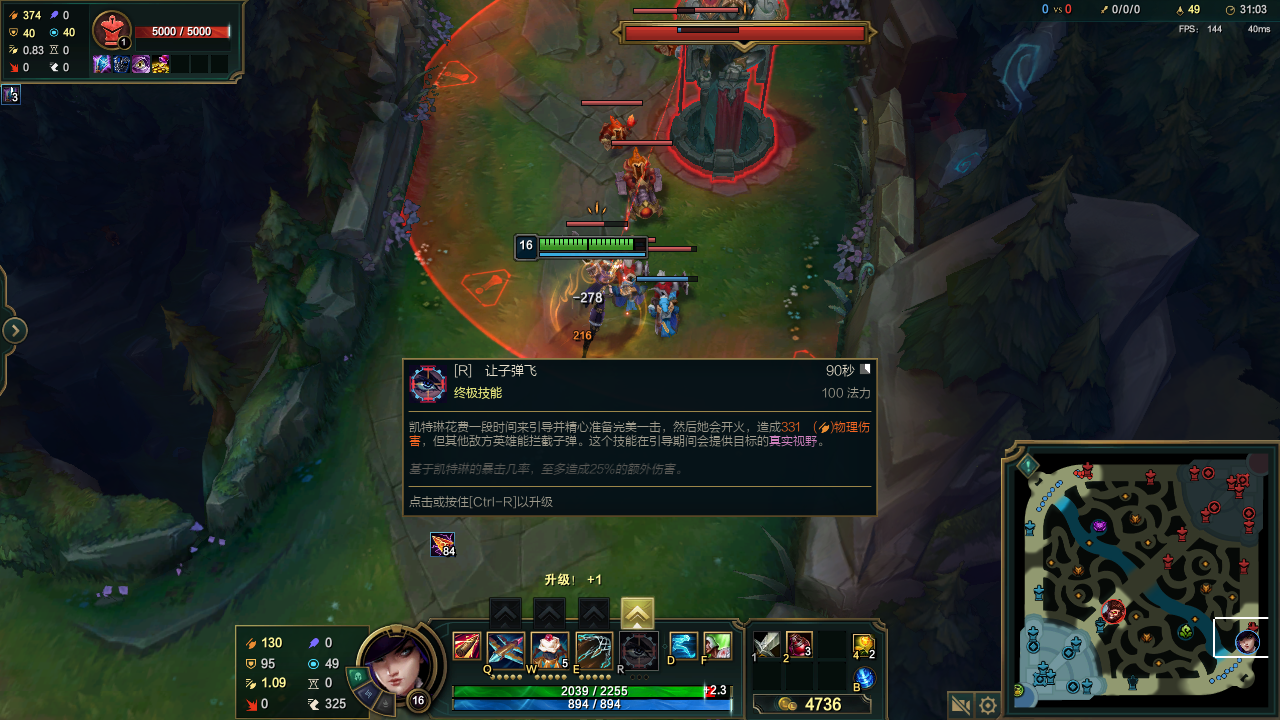 374 0
40 40
0.83 0
0 0
1
5000 / 5000
3
0 vs 0 0/0/0 49 31:03
FPS: 144 40ms
16
-278
216
[R] 让子弹飞 90秒
终极技能 100 法力
凯特琳花费一段时间来引导并精心准备完美一击，然后她会开火，造成331 （）物理伤
害，但其他敌方英雄能拦截子弹。这个技能在引导期间会提供目标的真实视野。
基于凯特琳的暴击几率，至多造成25%的额外伤害。
点击或按住[Ctrl-R]以升级
84
升级！ +1
130 0
95 49
1.09 0
0 325
16
Q W 5 E R D F
2039 / 2255 2.3
894 / 894
1 2 3 4 2
B
4736